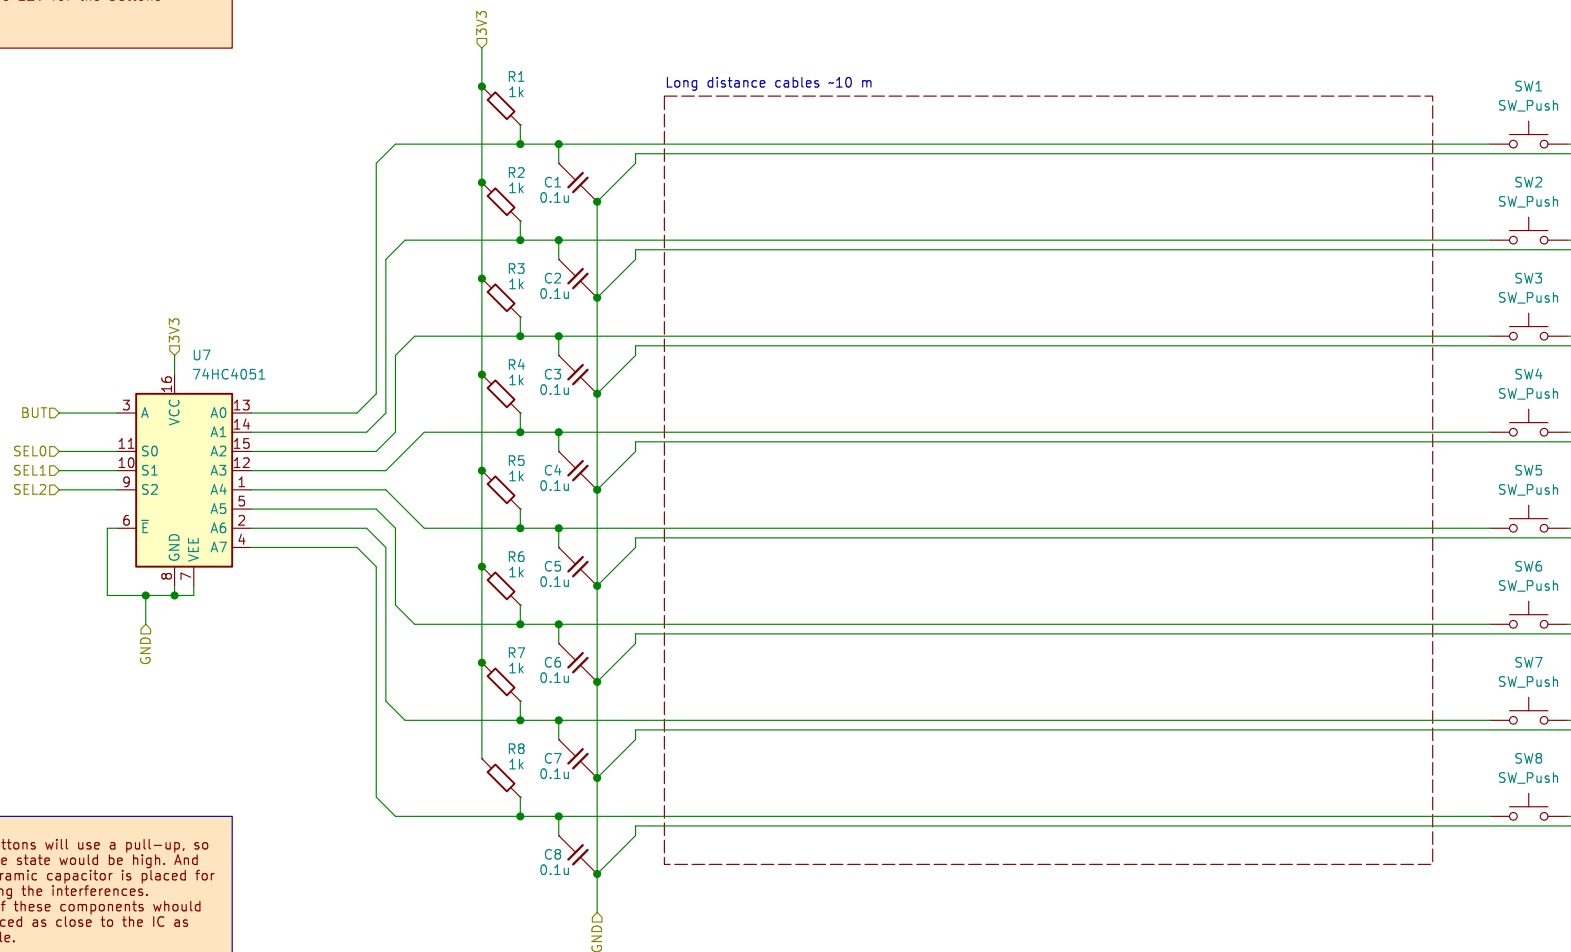 3V3
Long distance cables ~10 m
R1
1k
SW1
SW_Push
R2
1k
C1
0.1u
SW2
SW_Push
R3
1k
C2
0.1u
SW3
SW_Push
R4
1k
C3
0.1u
SW4
SW_Push
R5
1k
C4
0.1u
SW5
SW_Push
R6
1k
C5
0.1u
SW6
SW_Push
R7
1k
C6
0.1u
SW7
SW_Push
R8
1k
C7
0.1u
SW8
SW_Push
C8
0.1u
GND
3V3
U7
74HC4051
16
VCC
BUT 3 A
A0 13
A1 14
SEL0 11 S0
A2 15
SEL1 10 S1
A3 12
SEL2 9 S2
A4 1
A5 5
6 E
A6 2
A7 4
GND
VEE
8
7
GND
ttons will use a pull-up, so
e state would be high. And
ramic capacitor is placed for
ng the interferences.
f these components whould
ced as close to the IC as
le.